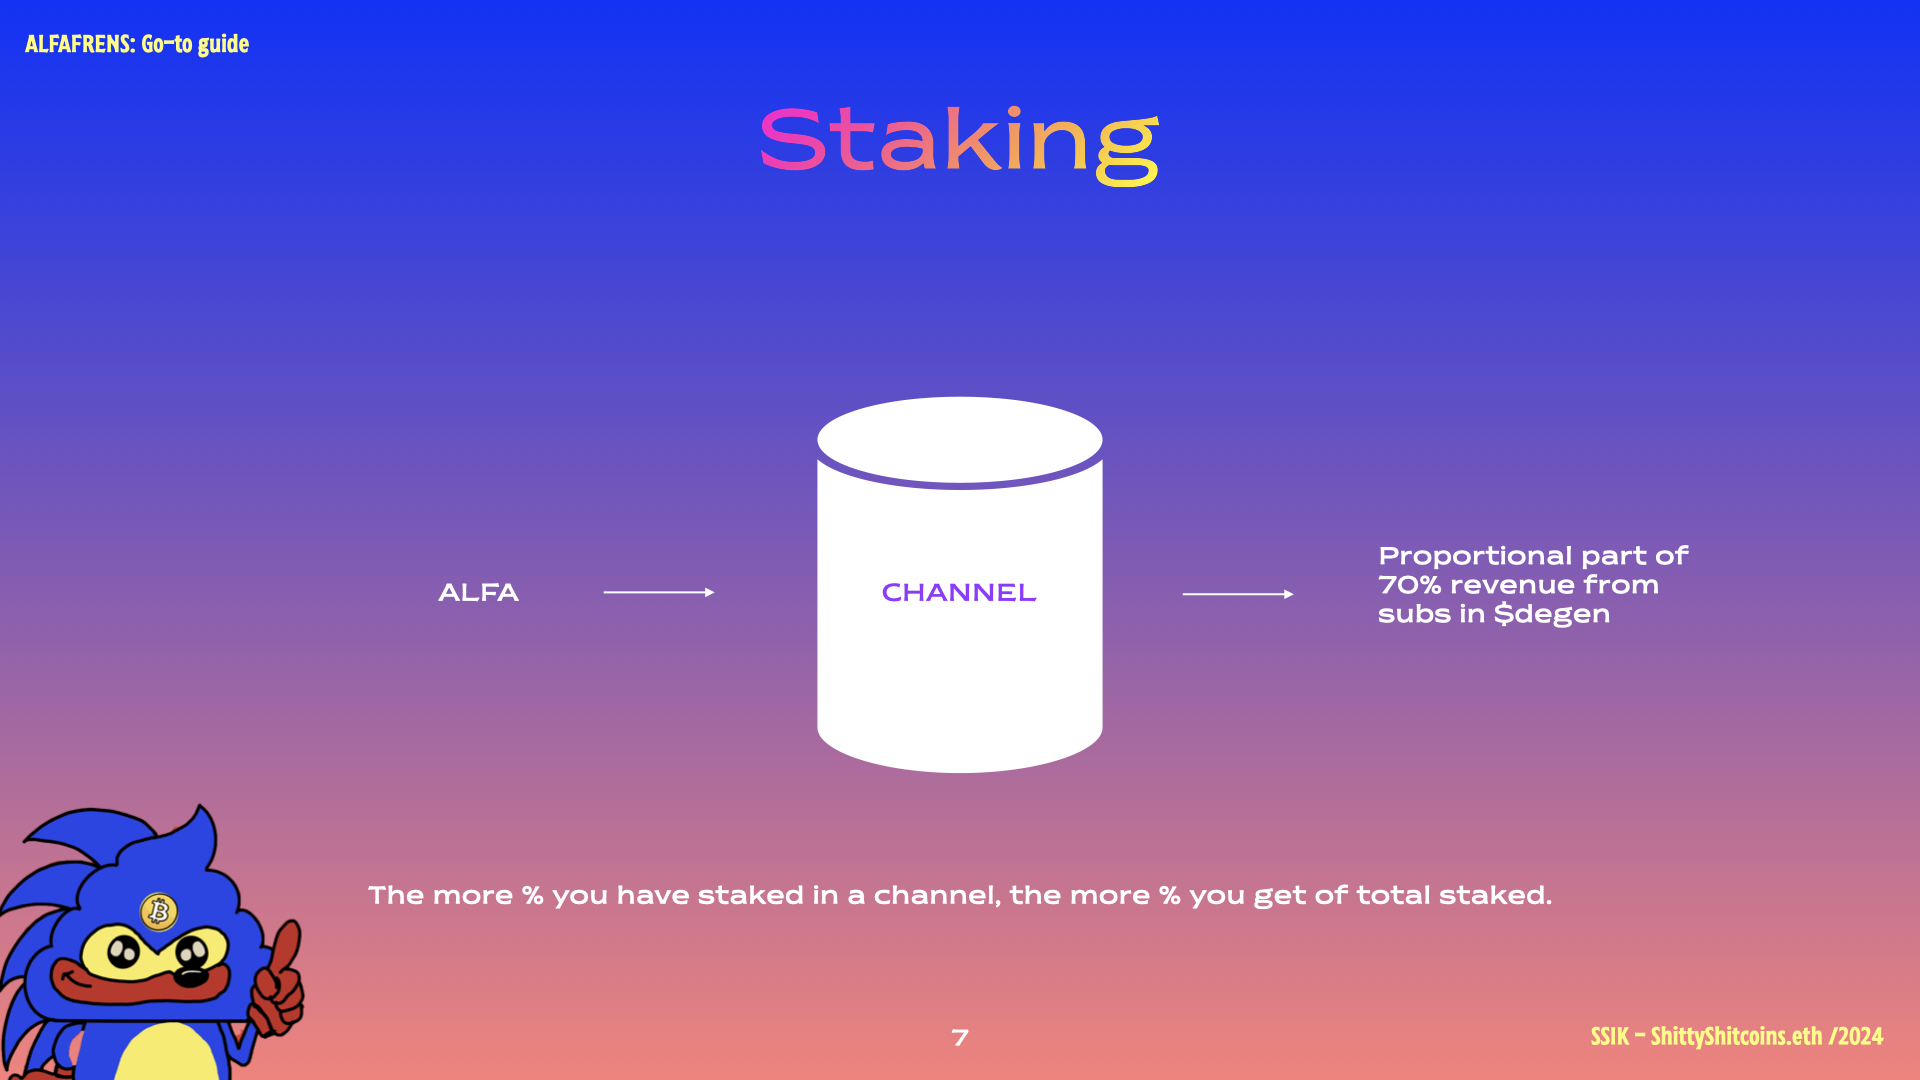 ALFAFRENS: Go-to guide
Staking
ALFA
CHANNEL
Proportional part of
70% revenue from
subs in $degen
The more % you have staked in a channel, the more % you get of total staked.
7
SSIK - ShittyShitcoins.eth /2024